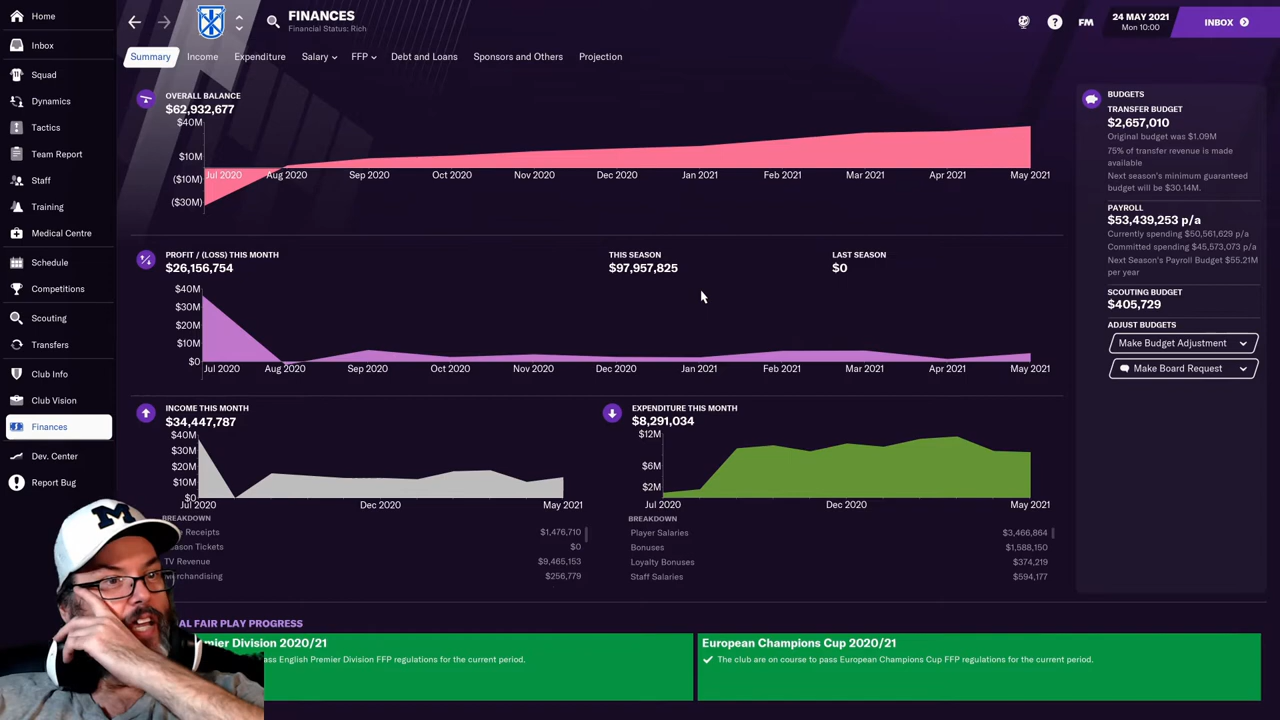 Home
Inbox
Squad
Dynamics
Tactics
Team Report
Staff
Training
Medical Centre
Schedule
Competitions
Scouting
Transfers
Club Info
Club Vision
Finances
Dev. Center
Report Bug
FINANCES
Financial Status: Rich
FM
24 MAY 2021
Mon 10:00
INBOX
Summary
Income
Expenditure
Salary
FFP
Debt and Loans
Sponsors and Others
Projection
OVERALL BALANCE
$62,932,677
$40M
$10M
($10M)
($30M)
Jul 2020 Aug 2020 Sep 2020 Oct 2020 Nov 2020 Dec 2020 Jan 2021 Feb 2021 Mar 2021 Apr 2021 May 2021
PROFIT / (LOSS) THIS MONTH
$26,156,754
THIS SEASON
$97,957,825
LAST SEASON
$0
$40M
$30M
$20M
$10M
$0
Jul 2020 Aug 2020 Sep 2020 Oct 2020 Nov 2020 Dec 2020 Jan 2021 Feb 2021 Mar 2021 Apr 2021 May 2021
INCOME THIS MONTH
$34,447,787
$40M
$30M
$20M
$10M
$0
Jul 2020 Dec 2020 May 2021
BREAKDOWN
Receipts $1,476,710
Tickets $0
TV Revenue $9,465,153
$256,779
EXPENDITURE THIS MONTH
$8,291,034
$12M
$6M
$2M
Jul 2020 Dec 2020 May 2021
BREAKDOWN
Player Salaries $3,466,864
Bonuses $1,588,150
Loyalty Bonuses $374,219
Staff Salaries $594,177
FAIR PLAY PROGRESS
Division 2020/21
English Premier Division FFP regulations for the current period.
European Champions Cup 2020/21
The club are on course to pass European Champions Cup FFP regulations for the current period.
BUDGETS
TRANSFER BUDGET
$2,657,010
Original budget was $1.09M
75% of transfer revenue is made
available
Next season's minimum guaranteed
budget will be $30.14M.
PAYROLL
$53,439,253 p/a
Currently spending $50,561,629 p/a
Committed spending $45,573,073 p/a
Next Season's Payroll Budget $55.21M
per year
SCOUTING BUDGET
$405,729
ADJUST BUDGETS
Make Budget Adjustment
Make Board Request
M